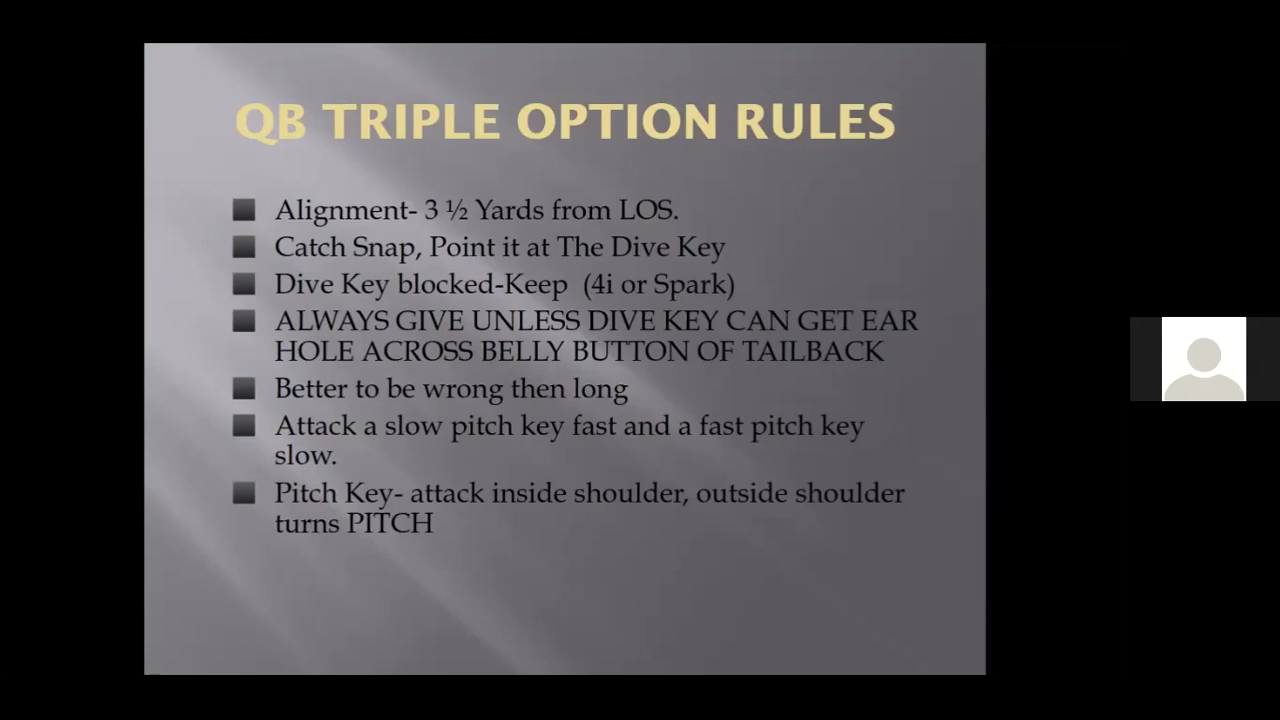 QB TRIPLE OPTION RULES
Alignment- 3 ½ Yards from LOS.
Catch Snap, Point it at The Dive Key
Dive Key blocked-Keep (4i or Spark)
ALWAYS GIVE UNLESS DIVE KEY CAN GET EAR
HOLE ACROSS BELLY BUTTON OF TAILBACK
Better to be wrong then long
Attack a slow pitch key fast and a fast pitch key
slow.
Pitch Key- attack inside shoulder, outside shoulder
turns PITCH